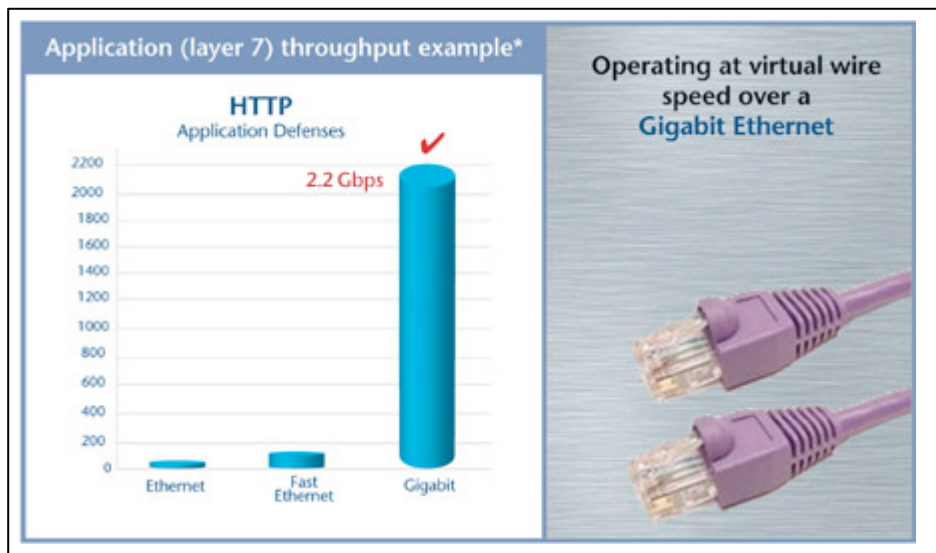 Application (layer 7) throughput example*
HTTP
Application Defenses
2200
2000
1800
1600
1400
1200
1000
800
600
400
200
0
2.2 Gbps
Ethernet
Fast
Ethernet
Gigabit
Operating at virtual wire
speed over a
Gigabit Ethernet